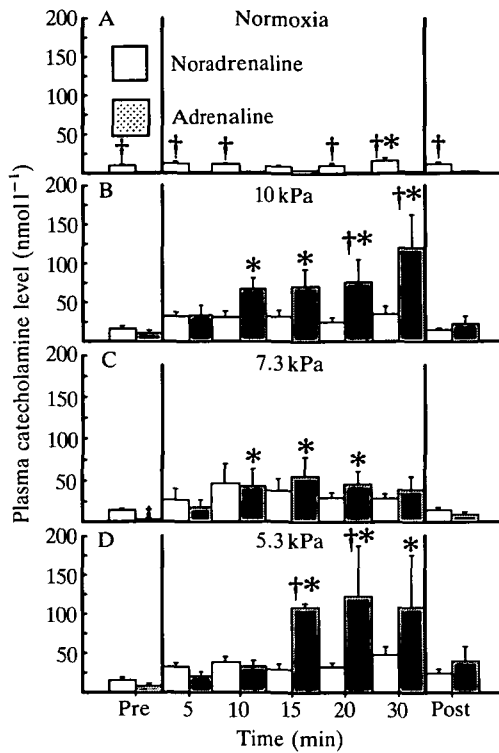 A
Normoxia
200
150
100
50
Noradrenaline
Adrenaline
† † † † †* †
B
10 kPa
200
150
100
50
* * †* †*
C
7.3 kPa
200
150
100
50
* * *
D
5.3 kPa
200
150
100
50
†* †* *
Pre 5 10 15 20 30 Post
Time (min)
Plasma catecholamine level (nmol l⁻¹)